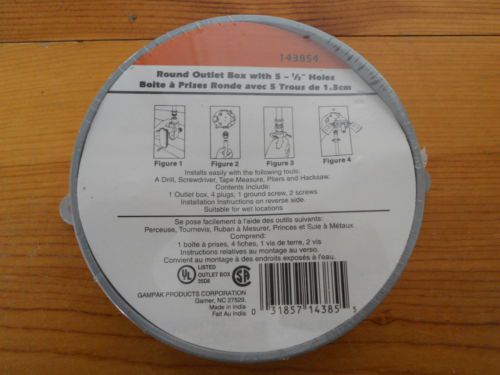 143854
Round Outlet Box with 5 - ½" Holes
Boite à Prises Ronde avec 5 Trous de 1.3cm
Figure 1 Figure 2 Figure 3 Figure 4
Installs easily with the following tools:
A Drill, Screwdriver, Tape Measure, Pliers and Hacksaw.
Contents Include:
1 Outlet box, 4 plugs, 1 ground screw, 2 screws
Installation Instructions on reverse side.
Suitable for wet locations
Se pose facilement à l'aide des outils suivants:
Perceuse, Tournevis, Ruban à Mesurer, Princes et Suie à Métaux
Comprend:
1 boîte à prises, 4 fiches, 1 vis de terre, 2 vis
Instructions relatives au montage au verso.
Convient au montage à des endroits exposés à l'eau.
UL LISTED
OUTLET BOX
SA
GAMPAK PRODUCTS CORPORATION
Garner, NC 27529.
Made in India
Fait Au India
0 31857 14385 5